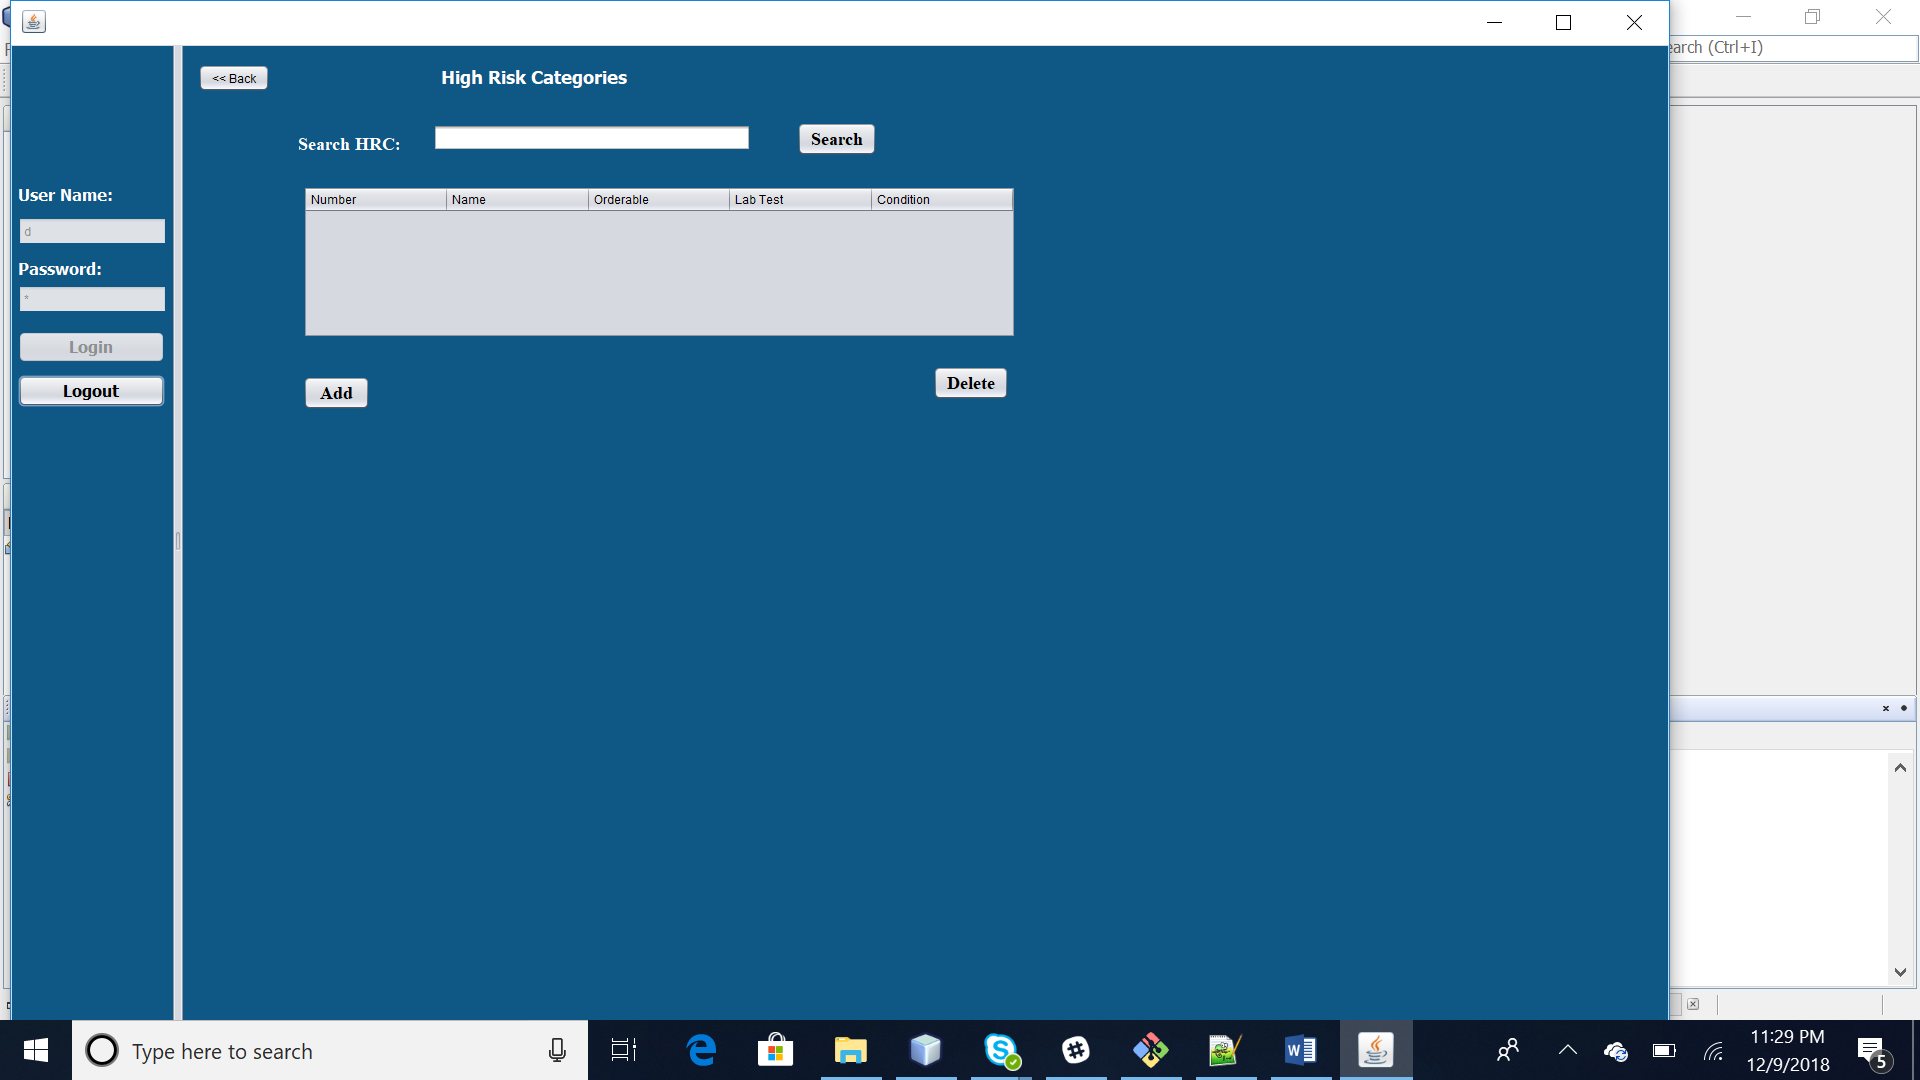 earch (Ctrl+I)
<< Back
High Risk Categories
Search HRC:
Search
Number Name Orderable Lab Test Condition
User Name:
d
Password:
*
Login
Logout
Add
Delete
Type here to search
11:29 PM
12/9/2018
5